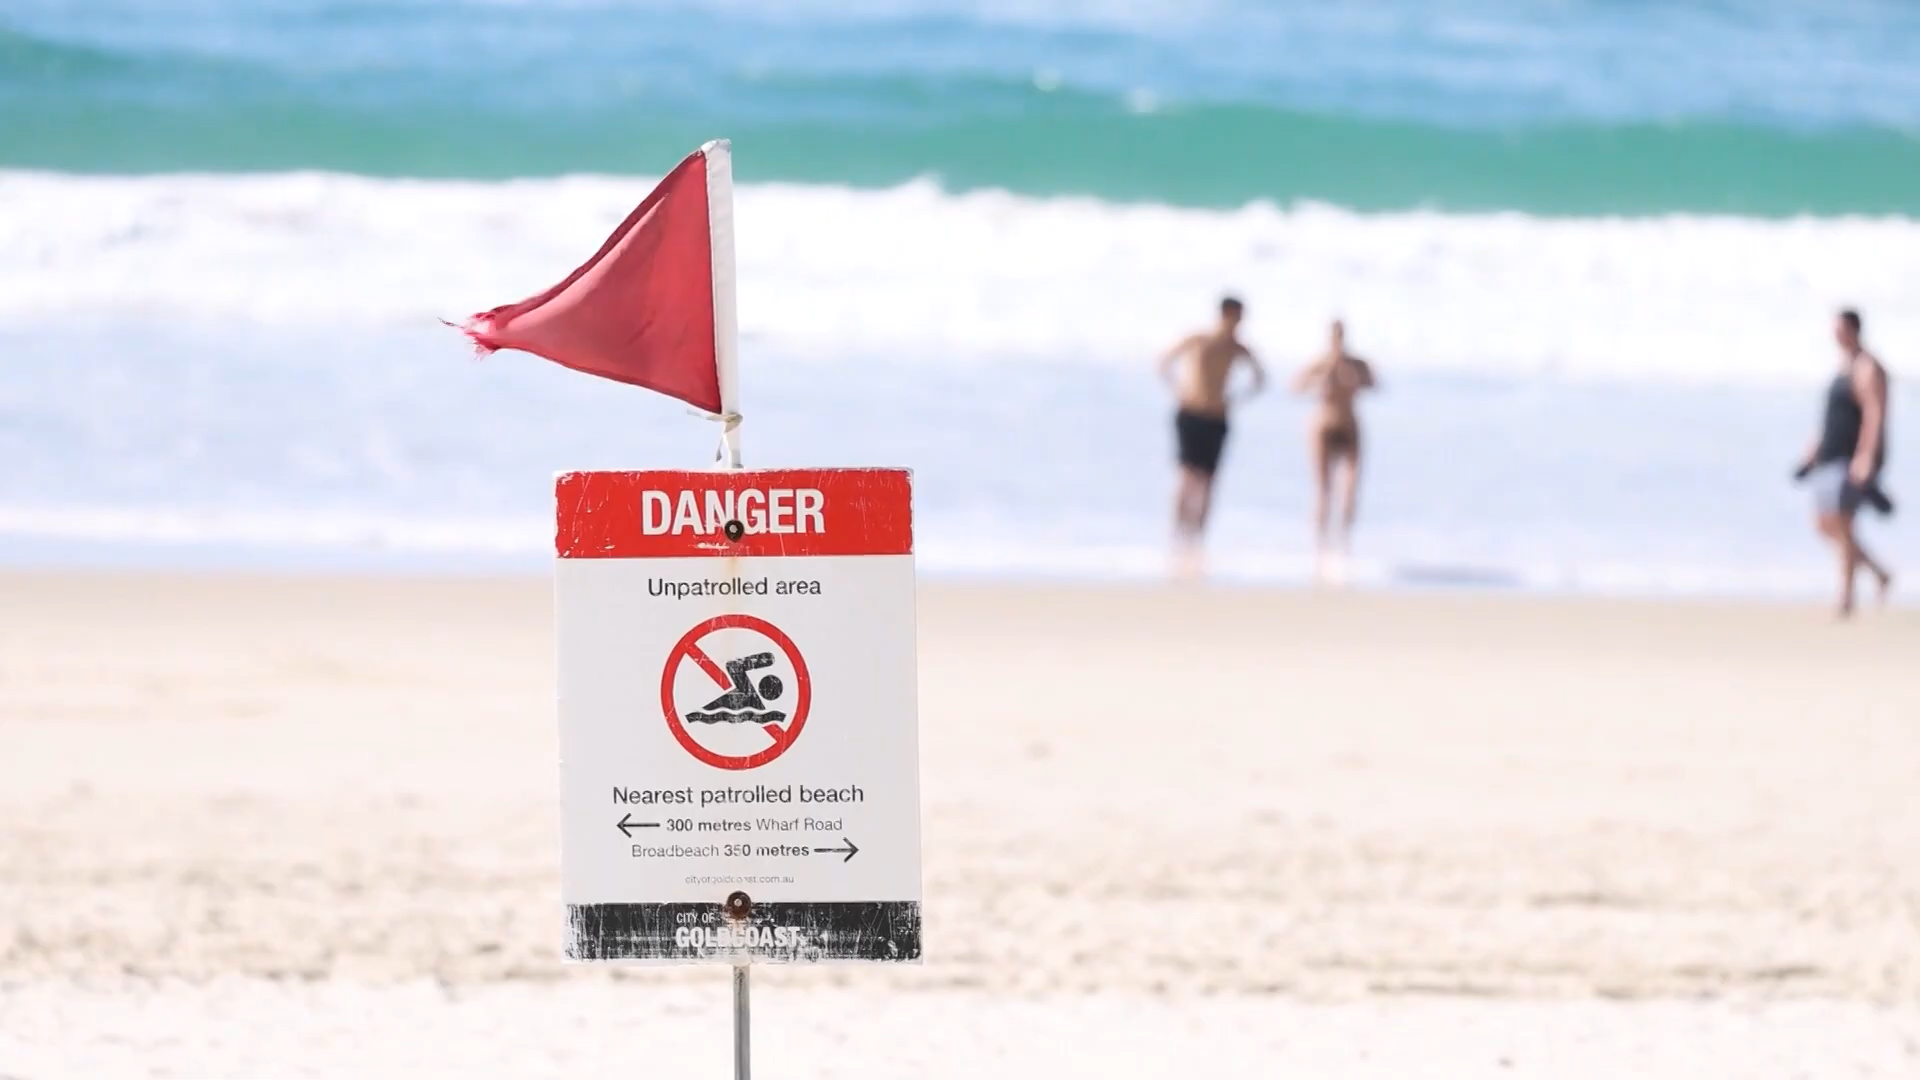 DANGER
Unpatrolled area
Nearest patrolled beach
← 300 metres Wharf Road
Broadbeach 350 metres →
cityofgoldcoast.com.au
CITY OF
GOLDCOAST.